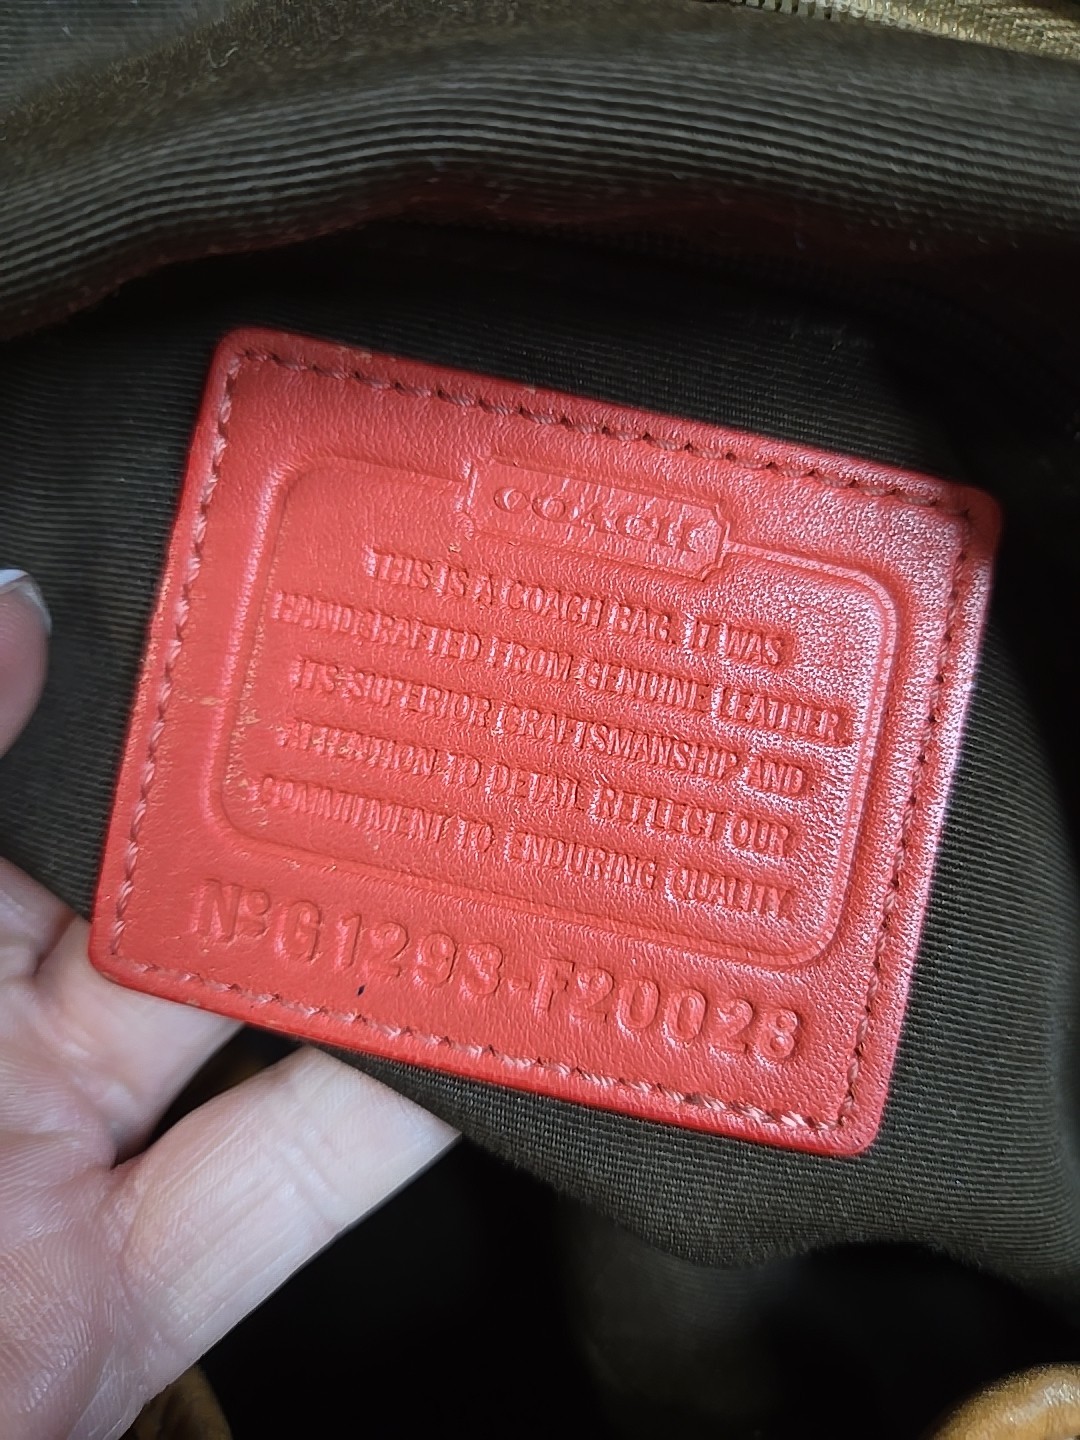 COACH
THIS IS A COACH BAG. IT WAS
HANDCRAFTED FROM GENUINE LEATHER
ITS SUPERIOR CRAFTSMANSHIP AND
ATTENTION TO DETAIL REFLECT OUR
COMMITMENT TO ENDURING QUALITY.
Nº G1293-F20028